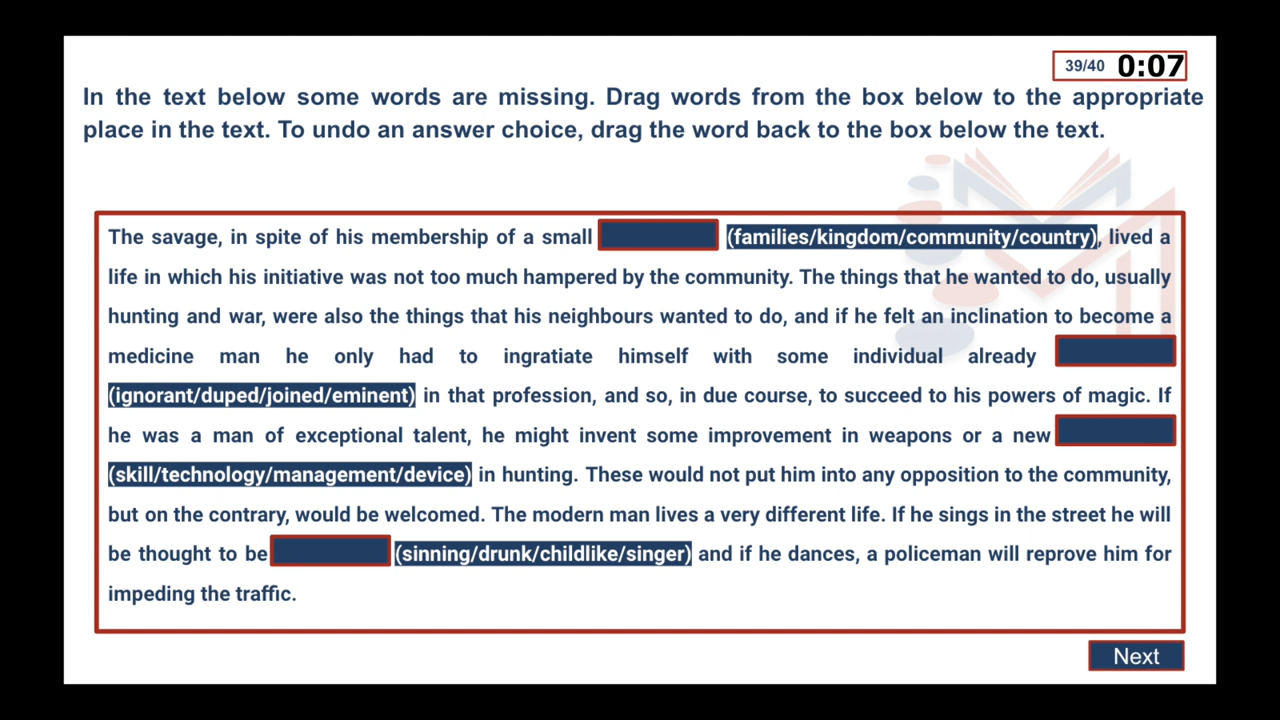 39/40 0:07
In the text below some words are missing. Drag words from the box below to the appropriate
place in the text. To undo an answer choice, drag the word back to the box below the text.
The savage, in spite of his membership of a small (families/kingdom/community/country), lived a
life in which his initiative was not too much hampered by the community. The things that he wanted to do, usually
hunting and war, were also the things that his neighbours wanted to do, and if he felt an inclination to become a
medicine man he only had to ingratiate himself with some individual already
(ignorant/duped/joined/eminent) in that profession, and so, in due course, to succeed to his powers of magic. If
he was a man of exceptional talent, he might invent some improvement in weapons or a new
(skill/technology/management/device) in hunting. These would not put him into any opposition to the community,
but on the contrary, would be welcomed. The modern man lives a very different life. If he sings in the street he will
be thought to be (sinning/drunk/childlike/singer) and if he dances, a policeman will reprove him for
impeding the traffic.
Next